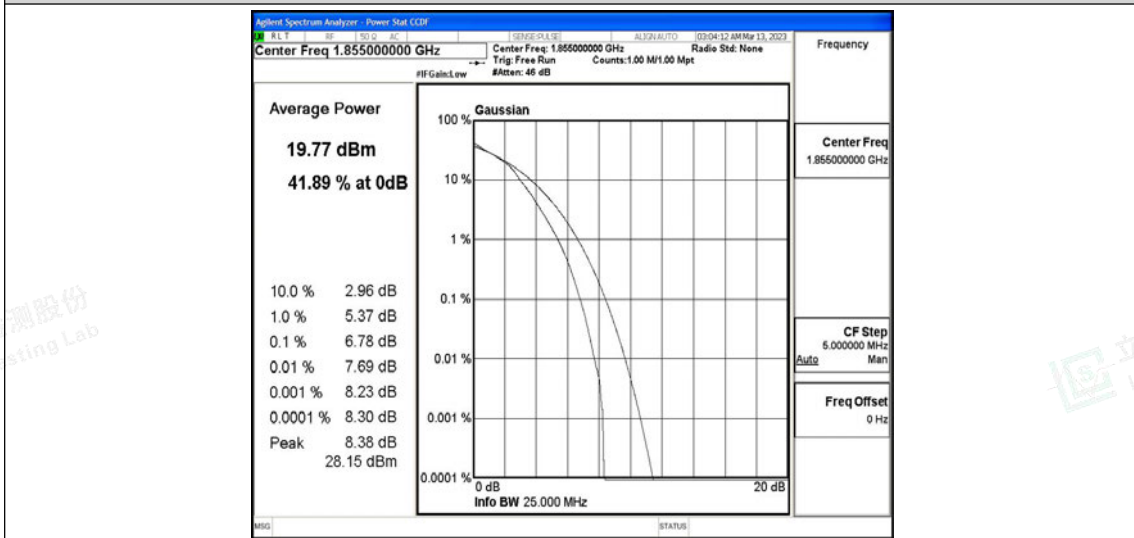 Agilent Spectrum Analyzer - Power Stat CCDF
RLT RF 50 Ω AC SENSE:PULSE ALIGN AUTO 03:04:12 AM Mar 13, 2023
Center Freq 1.855000000 GHz
Center Freq: 1.855000000 GHz Radio Std: None
Trig: Free Run Counts:1.00 M/1.00 Mpt
#IFGain:Low #Atten: 46 dB
Frequency
Average Power
19.77 dBm
41.89 % at 0dB
10.0 % 2.96 dB
1.0 % 5.37 dB
0.1 % 6.78 dB
0.01 % 7.69 dB
0.001 % 8.23 dB
0.0001 % 8.30 dB
Peak 8.38 dB
28.15 dBm
Gaussian
100 %
10 %
1 %
0.1 %
0.01 %
0.001 %
0.0001 %
0 dB 20 dB
Info BW 25.000 MHz
Center Freq
1.855000000 GHz
CF Step
5.000000 MHz
Auto Man
Freq Offset
0 Hz
MSG STATUS
测股份
sting Lab
立